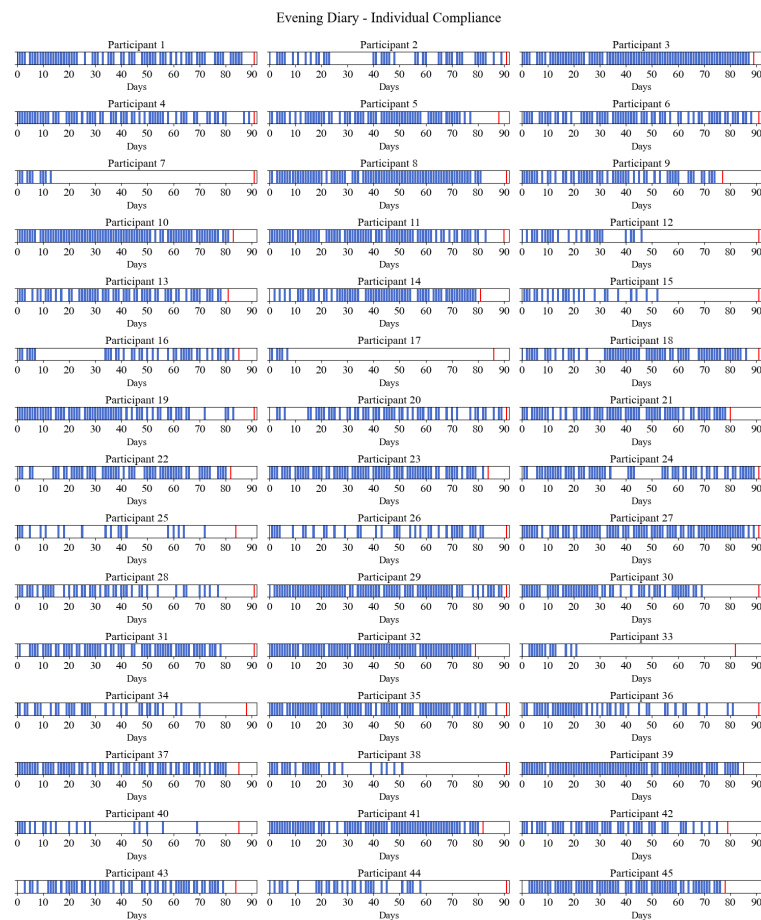 Evening Diary - Individual Compliance
Participant 1 Participant 2 Participant 3
0 10 20 30 40 50 60 70 80 90 0 10 20 30 40 50 60 70 80 90 0 10 20 30 40 50 60 70 80 90
Days Days Days
Participant 4 Participant 5 Participant 6
0 10 20 30 40 50 60 70 80 90 0 10 20 30 40 50 60 70 80 90 0 10 20 30 40 50 60 70 80 90
Days Days Days
Participant 7 Participant 8 Participant 9
0 10 20 30 40 50 60 70 80 90 0 10 20 30 40 50 60 70 80 90 0 10 20 30 40 50 60 70 80 90
Days Days Days
Participant 10 Participant 11 Participant 12
0 10 20 30 40 50 60 70 80 90 0 10 20 30 40 50 60 70 80 90 0 10 20 30 40 50 60 70 80 90
Days Days Days
Participant 13 Participant 14 Participant 15
0 10 20 30 40 50 60 70 80 90 0 10 20 30 40 50 60 70 80 90 0 10 20 30 40 50 60 70 80 90
Days Days Days
Participant 16 Participant 17 Participant 18
0 10 20 30 40 50 60 70 80 90 0 10 20 30 40 50 60 70 80 90 0 10 20 30 40 50 60 70 80 90
Days Days Days
Participant 19 Participant 20 Participant 21
0 10 20 30 40 50 60 70 80 90 0 10 20 30 40 50 60 70 80 90 0 10 20 30 40 50 60 70 80 90
Days Days Days
Participant 22 Participant 23 Participant 24
0 10 20 30 40 50 60 70 80 90 0 10 20 30 40 50 60 70 80 90 0 10 20 30 40 50 60 70 80 90
Days Days Days
Participant 25 Participant 26 Participant 27
0 10 20 30 40 50 60 70 80 90 0 10 20 30 40 50 60 70 80 90 0 10 20 30 40 50 60 70 80 90
Days Days Days
Participant 28 Participant 29 Participant 30
0 10 20 30 40 50 60 70 80 90 0 10 20 30 40 50 60 70 80 90 0 10 20 30 40 50 60 70 80 90
Days Days Days
Participant 31 Participant 32 Participant 33
0 10 20 30 40 50 60 70 80 90 0 10 20 30 40 50 60 70 80 90 0 10 20 30 40 50 60 70 80 90
Days Days Days
Participant 34 Participant 35 Participant 36
0 10 20 30 40 50 60 70 80 90 0 10 20 30 40 50 60 70 80 90 0 10 20 30 40 50 60 70 80 90
Days Days Days
Participant 37 Participant 38 Participant 39
0 10 20 30 40 50 60 70 80 90 0 10 20 30 40 50 60 70 80 90 0 10 20 30 40 50 60 70 80 90
Days Days Days
Participant 40 Participant 41 Participant 42
0 10 20 30 40 50 60 70 80 90 0 10 20 30 40 50 60 70 80 90 0 10 20 30 40 50 60 70 80 90
Days Days Days
Participant 43 Participant 44 Participant 45
0 10 20 30 40 50 60 70 80 90 0 10 20 30 40 50 60 70 80 90 0 10 20 30 40 50 60 70 80 90
Days Days Days